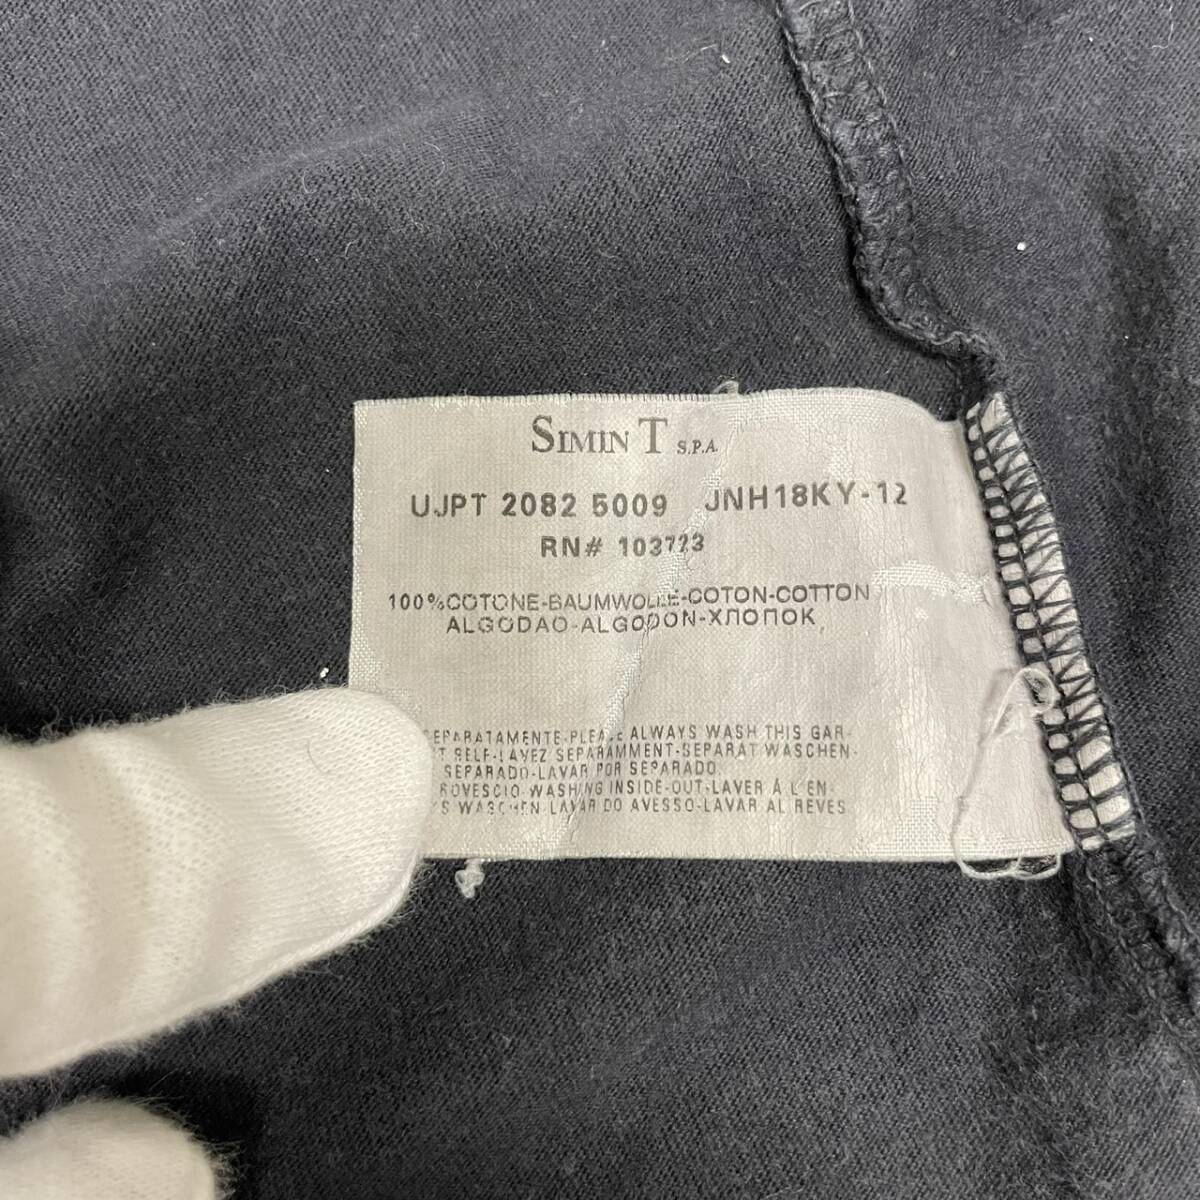 SIMIN T S.P.A.
UJPT 2082 5009 JNH18KY-12
RN# 103723
100%COTONE-BAUMWOLLE-COTON-COTTON
ALGODAO-ALGODON-ХЛОПОК
EPARATAMENTE-PLEASE ALWAYS WASH THIS GAR-
T SELF-LAVEZ SEPARAMMENT-SEPARAT WASCHEN-
SEPARADO-LAVAR POR SEPARADO.
ROVESCIO-WASHING INSIDE-OUT-LAVER À L'EN-
S WASCHEN-LAVAR DO AVESSO-LAVAR AL REVES